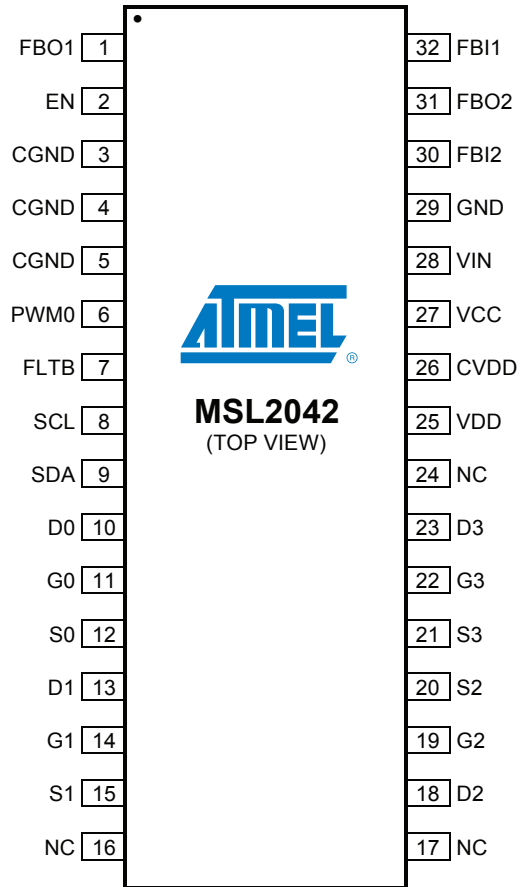 FBO1 1
EN 2
CGND 3
CGND 4
CGND 5
PWM0 6
FLTB 7
SCL 8
SDA 9
D0 10
G0 11
S0 12
D1 13
G1 14
S1 15
NC 16
ATMEL ®
MSL2042
(TOP VIEW)
32 FBI1
31 FBO2
30 FBI2
29 GND
28 VIN
27 VCC
26 CVDD
25 VDD
24 NC
23 D3
22 G3
21 S3
20 S2
19 G2
18 D2
17 NC